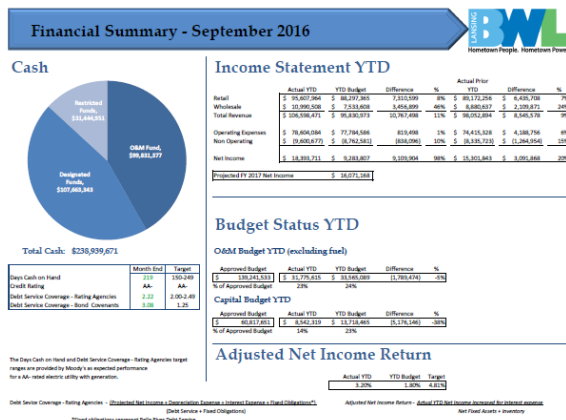 Financial Summary - September 2016
LANSING
BWL
Hometown People. Hometown Power
Cash
Restricted
Funds,
O&M Fund,
$99,831,377
Designated
Funds,
$107,663,343
Total Cash: $238,939,671
Month End Target
Days Cash on Hand 219 150-249
Credit Rating AA- AA-
Debt Service Coverage - Rating Agencies 2.22 2.00-2.49
Debt Service Coverage - Bond Covenants 3.08 1.25
The Days Cash on Hand and Debt Service Coverage - Rating Agencies target
ranges are provided by Moody's as expected performance
for a AA- rated electric utility with generation.
Income Statement YTD
Actual Prior
Actual YTD YTD Budget Difference % YTD Difference %
Retail $ 95,607,964 $ 88,297,365 7,310,599 8% $ 89,172,256 $ 6,435,708 7%
Wholesale $ 10,990,508 $ 7,533,608 3,456,899 46% $ 8,880,637 $ 2,109,871 24%
Total Revenue $ 106,598,471 $ 95,830,973 10,767,498 11% $ 98,052,894 $ 8,545,578 9%
Operating Expenses $ 78,604,084 $ 77,784,586 819,498 1% $ 74,415,328 $ 4,188,756 6%
Non Operating $ (9,600,677) $ (8,762,581) (838,096) 10% $ (8,335,723) $ (1,264,954) 15%
Net Income $ 18,393,711 $ 9,283,807 9,109,904 98% $ 15,301,843 $ 3,091,868 20%
Projected FY 2017 Net Income $ 16,071,168
Budget Status YTD
O&M Budget YTD (excluding fuel)
Approved Budget Actual YTD YTD Budget Difference %
$ 139,241,533 $ 31,775,615 $ 33,565,089 (1,789,474) -5%
% of Approved Budget 23% 24%
Capital Budget YTD
Approved Budget Actual YTD YTD Budget Difference %
$ 60,817,651 $ 8,542,319 $ 13,718,465 (5,176,146) -38%
% of Approved Budget 14% 23%
Adjusted Net Income Return
Actual YTD YTD Budget Target
3.20% 1.80% 4.81%
Debt Sevice Coverage - (Projected Net Income + Depreciation Expense + Interest Expense + Fixed Obligations*)
(Debt Service + Fixed Obligations)
Adjusted Net Income Return - Actual YTD Net Income Increased for interest expense
Net Fixed Assets + Inventory